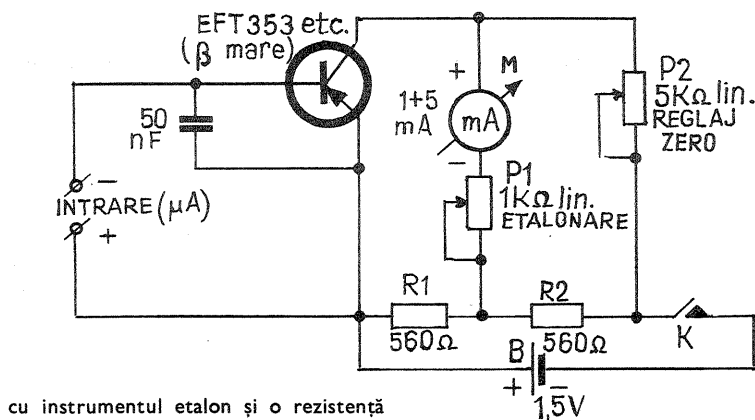 EFT353 etc.
(β mare)
50
nF
INTRARE (μA)
−
+
+
M
1÷5
mA
mA
−
P1
1KΩ lin.
ETALONARE
P2
5KΩ lin.
REGLAJ
ZERO
R1
560Ω
R2
560Ω
K
B
+
−
1,5V
cu instrumentul etalon și o rezistență